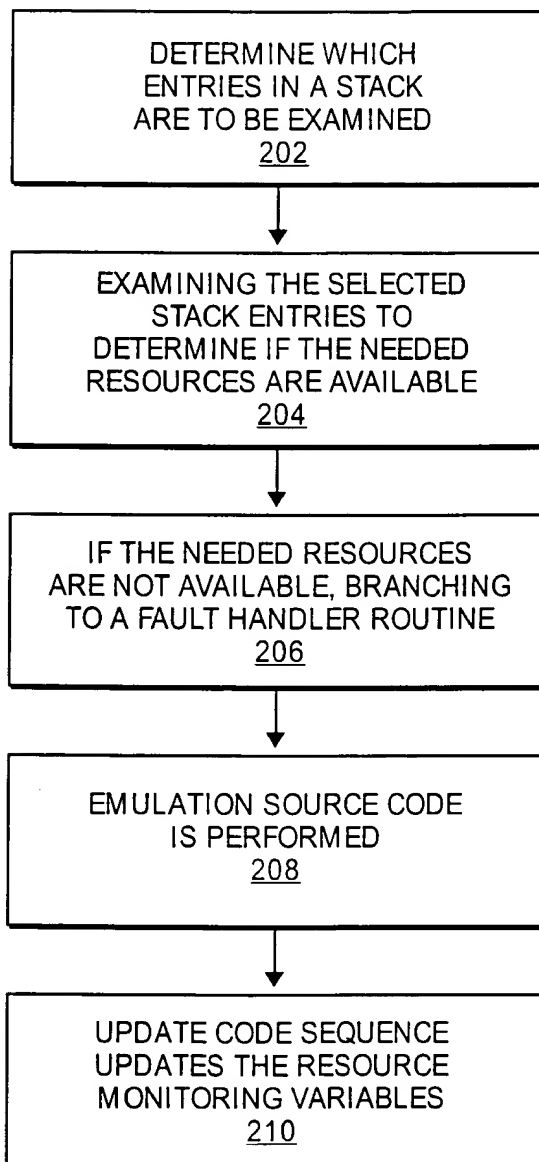 DETERMINE WHICH
ENTRIES IN A STACK
ARE TO BE EXAMINED
202
EXAMINING THE SELECTED
STACK ENTRIES TO
DETERMINE IF THE NEEDED
RESOURCES ARE AVAILABLE
204
IF THE NEEDED RESOURCES
ARE NOT AVAILABLE, BRANCHING
TO A FAULT HANDLER ROUTINE
206
EMULATION SOURCE CODE
IS PERFORMED
208
UPDATE CODE SEQUENCE
UPDATES THE RESOURCE
MONITORING VARIABLES
210